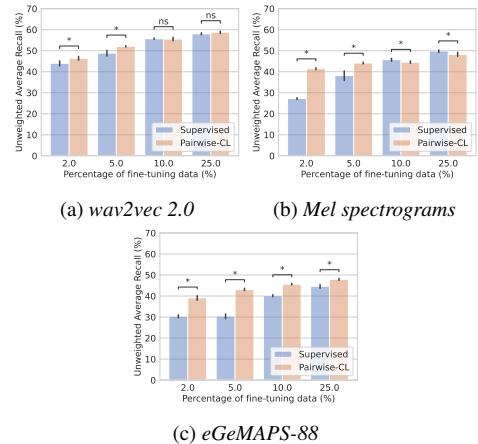 70
60
50
40
30
20
10
0
Unweighted Average Recall (%)
*
*
ns
ns
Supervised
Pairwise-CL
2.0
5.0
10.0
25.0
Percentage of fine-tuning data (%)
(a) wav2vec 2.0
70
60
50
40
30
20
10
0
Unweighted Average Recall (%)
*
*
*
*
Supervised
Pairwise-CL
2.0
5.0
10.0
25.0
Percentage of fine-tuning data (%)
(b) Mel spectrograms
70
60
50
40
30
20
10
0
Unweighted Average Recall (%)
*
*
*
*
Supervised
Pairwise-CL
2.0
5.0
10.0
25.0
Percentage of fine-tuning data (%)
(c) eGeMAPS-88